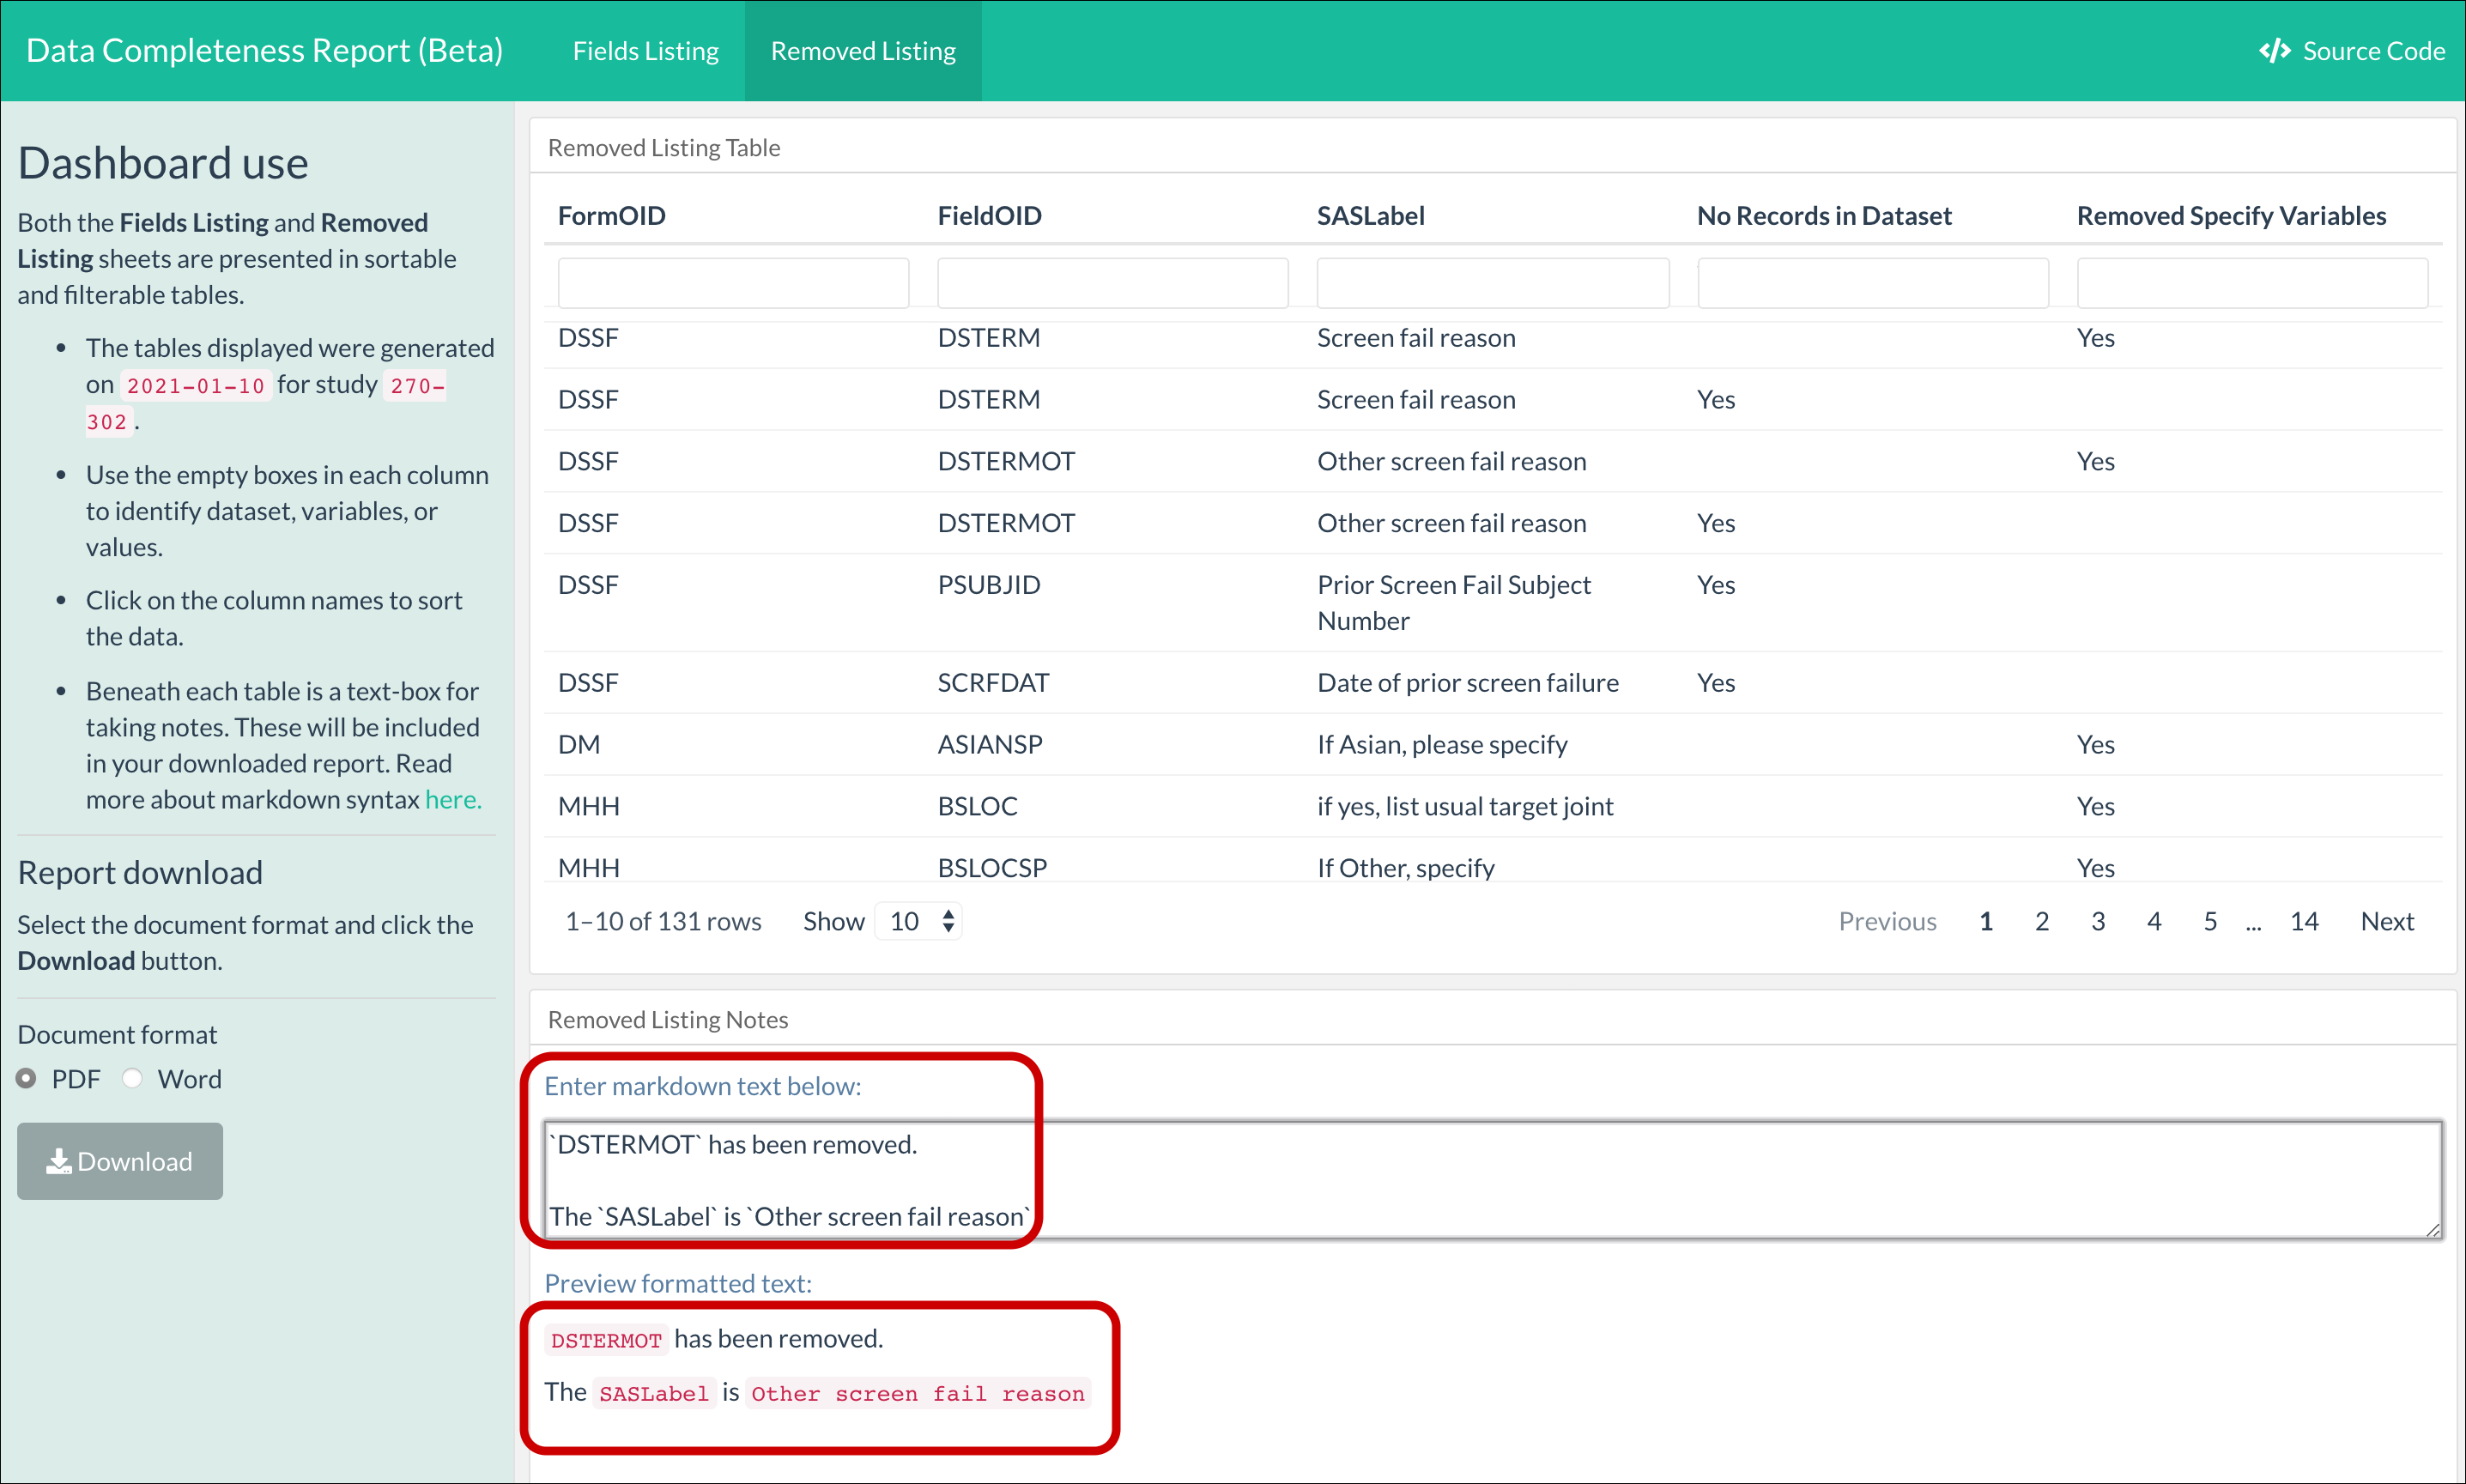 Data Completeness Report (Beta) Fields Listing Removed Listing Source Code
Dashboard use
Both the Fields Listing and Removed
Listing sheets are presented in sortable
and filterable tables.
• The tables displayed were generated
on 2021-01-10 for study 270-
302.
• Use the empty boxes in each column
to identify dataset, variables, or
values.
• Click on the column names to sort
the data.
• Beneath each table is a text-box for
taking notes. These will be included
in your downloaded report. Read
more about markdown syntax here.
Report download
Select the document format and click the
Download button.
Document format
PDF Word
Download
Removed Listing Table
FormOID FieldOID SASLabel No Records in Dataset Removed Specify Variables
DSSF DSTERM Screen fail reason Yes
DSSF DSTERM Screen fail reason Yes
DSSF DSTERMOT Other screen fail reason Yes
DSSF DSTERMOT Other screen fail reason Yes
DSSF PSUBJID Prior Screen Fail Subject Yes
Number
DSSF SCRFDAT Date of prior screen failure Yes
DM ASIANSP If Asian, please specify Yes
MHH BSLOC if yes, list usual target joint Yes
MHH BSLOCSP If Other, specify Yes
1–10 of 131 rows Show 10 Previous 1 2 3 4 5 ... 14 Next
Removed Listing Notes
Enter markdown text below:
`DSTERMOT` has been removed.
The `SASLabel` is `Other screen fail reason`
Preview formatted text:
DSTERMOT has been removed.
The SASLabel is Other screen fail reason